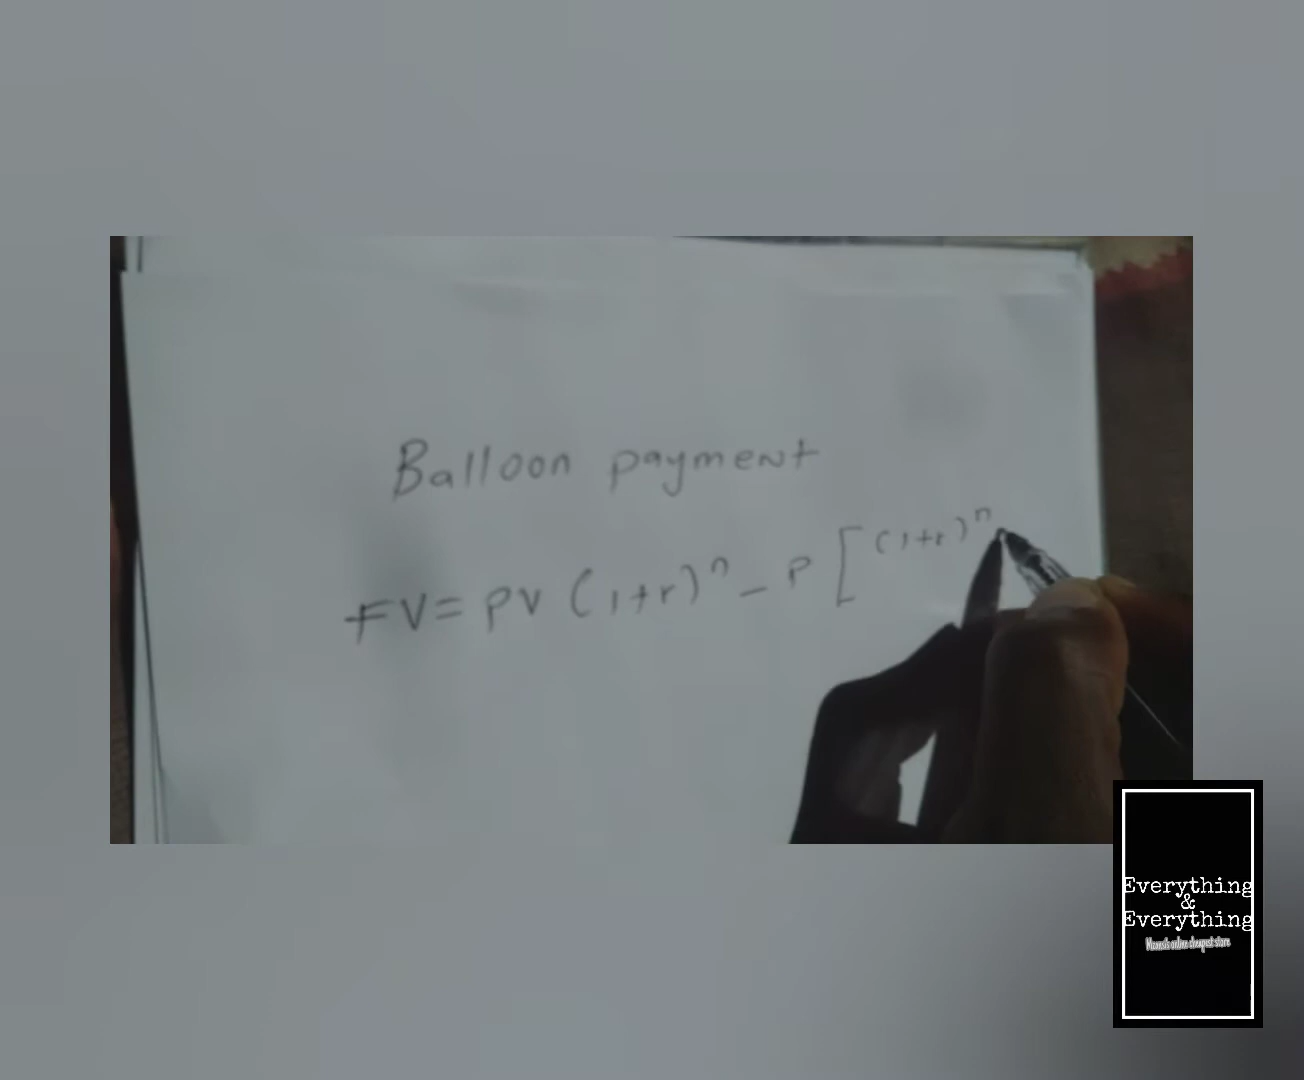 Balloon payment
FV= PV (1+r)^n - P [ (1+r)^n
Everything
&
Everything